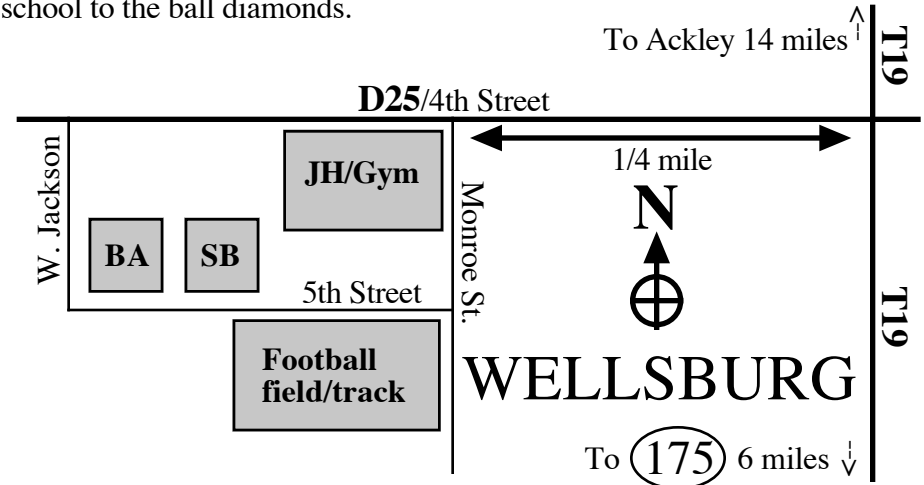 school to the ball diamonds.
To Ackley 14 miles
T19
D25/4th Street
1/4 mile
W. Jackson
JH/Gym
Monroe St.
N
BA
SB
5th Street
T19
Football
field/track
WELLSBURG
To 175 6 miles